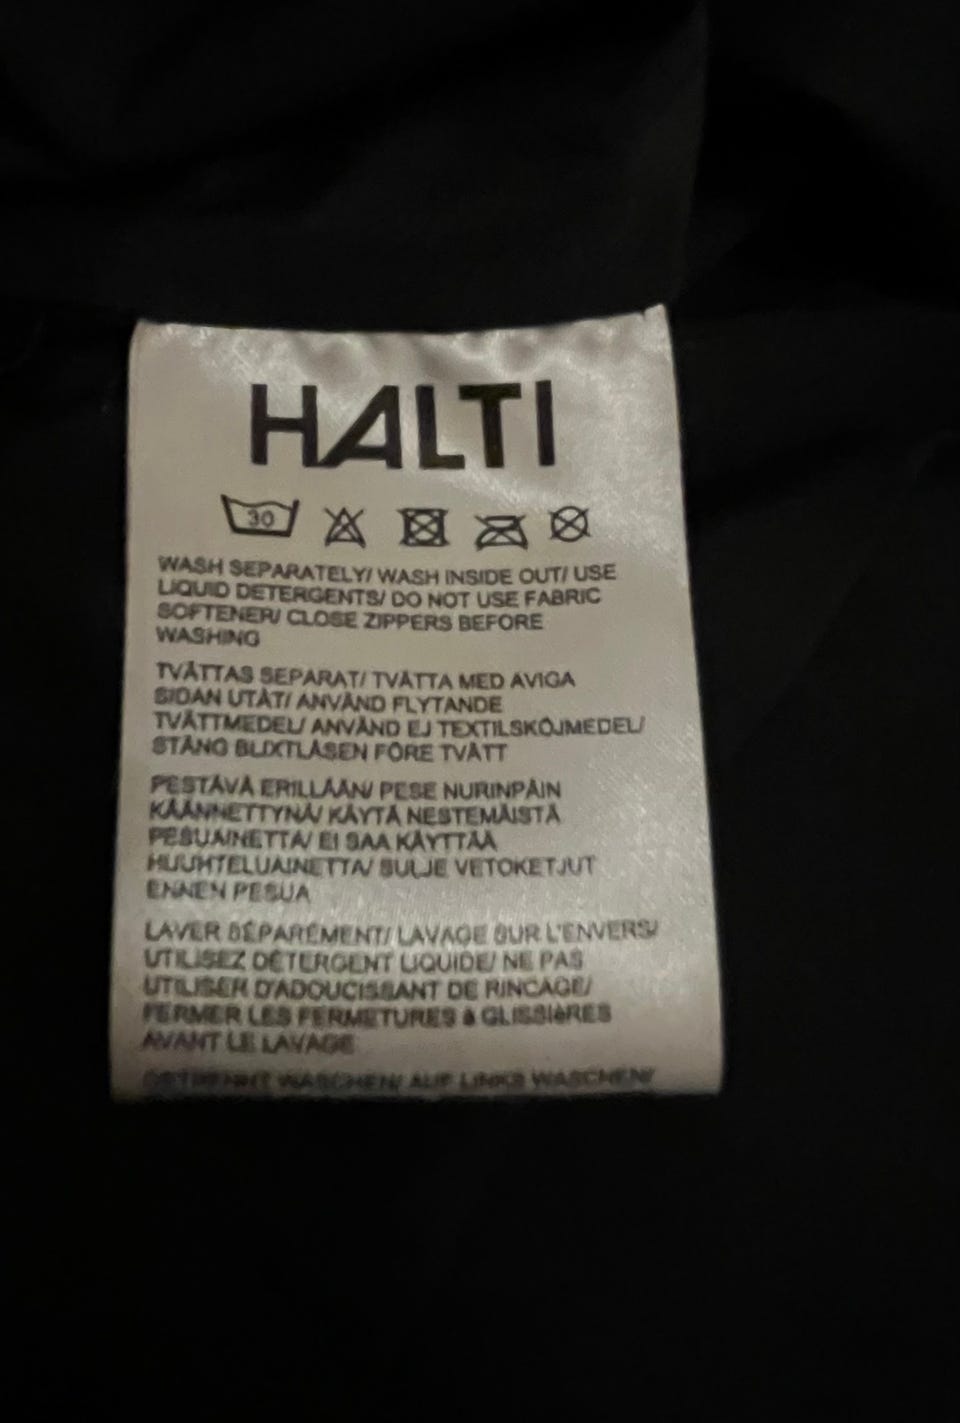 HALTI
30
WASH SEPARATELY/ WASH INSIDE OUT/ USE
LIQUID DETERGENTS/ DO NOT USE FABRIC
SOFTENER/ CLOSE ZIPPERS BEFORE
WASHING
TVÄTTAS SEPARAT/ TVÄTTA MED AVIGA
SIDAN UTÅT/ ANVÄND FLYTANDE
TVÄTTMEDEL/ ANVÄND EJ TEXTILSKÖJMEDEL/
STÄNG BLIXTLÅSEN FÖRE TVÄTT
PESTÄVÄ ERILLÄÄN/ PESE NURINPÄIN
KÄÄNNETTYNÄ/ KÄYTÄ NESTEMÄISTÄ
PESUAINETTA/ EI SAA KÄYTTÄÄ
HUUHTELUAINETTA/ SULJE VETOKETJUT
ENNEN PESUA
LAVER SÉPARÉMENT/ LAVAGE SUR L'ENVERS/
UTILISEZ DÉTERGENT LIQUIDE/ NE PAS
UTILISER D'ADOUCISSANT DE RINCAGE/
FERMER LES FERMETURES à GLISSIèRES
AVANT LE LAVAGE
GETRENNT WASCHEN/ AUF LINKS WASCHEN/